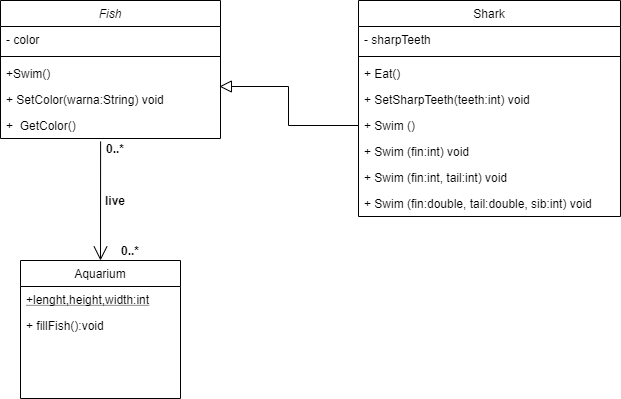 Fish
- color
+Swim()
+ SetColor(warna:String) void
+ GetColor()
Shark
- sharpTeeth
+ Eat()
+ SetSharpTeeth(teeth:int) void
+ Swim ()
+ Swim (fin:int) void
+ Swim (fin:int, tail:int) void
+ Swim (fin:double, tail:double, sib:int) void
0..*
live
0..*
Aquarium
+lenght,height,width:int
+ fillFish():void